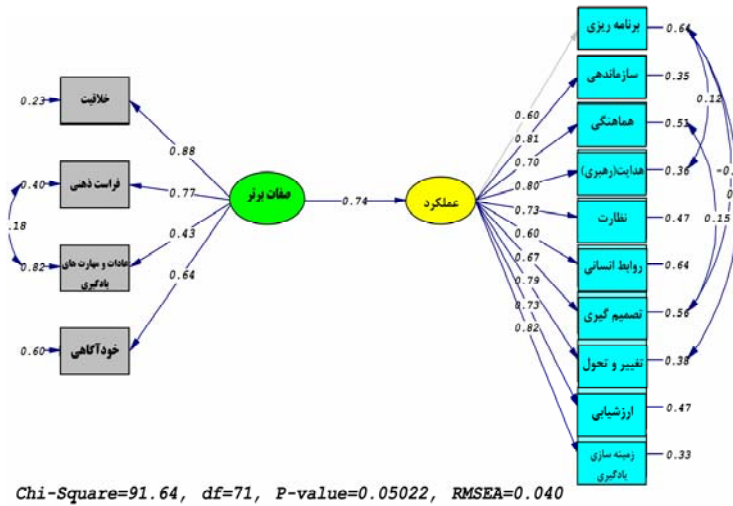 خلاقیت
فراست ذهنی
عادات و مهارت های
یادگیری
خودآگاهی
0.23
0.40
.18
0.82
0.60
0.88
0.77
0.43
0.64
صفات برتر
0.74
عملکرد
0.60
0.81
0.70
0.80
0.73
0.60
0.67
0.79
0.73
0.82
برنامه ریزی
سازماندهی
هماهنگی
هدایت(رهبری)
نظارت
روابط انسانی
تصمیم گیری
تغییر و تحول
ارزشیابی
زمینه سازی
یادگیری
0.64
0.35
0.51
0.36
0.47
0.64
0.56
0.38
0.47
0.33
0.12
0.15
Chi-Square=91.64, df=71, P-value=0.05022, RMSEA=0.040